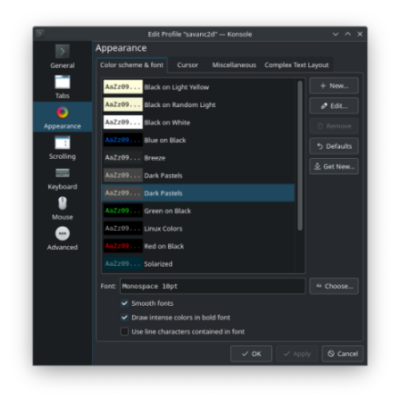 Edit Profile "savanc2d" — Konsole
Appearance
General
Tabs
Appearance
Scrolling
Keyboard
Mouse
Advanced
Color scheme & font Cursor Miscellaneous Complex Text Layout
AaZz09... Black on Light Yellow
AaZz09... Black on Random Light
AaZz09... Black on White
AaZz09... Blue on Black
AaZz09... Breeze
AaZz09... Dark Pastels
AaZz09... Dark Pastels
AaZz09... Green on Black
AaZz09... Linux Colors
AaZz09... Red on Black
AaZz09... Solarized
New...
Edit...
Remove
Defaults
Get New...
Font: Monospace 10pt Choose...
Smooth fonts
Draw intense colors in bold font
Use line characters contained in font
OK Apply Cancel